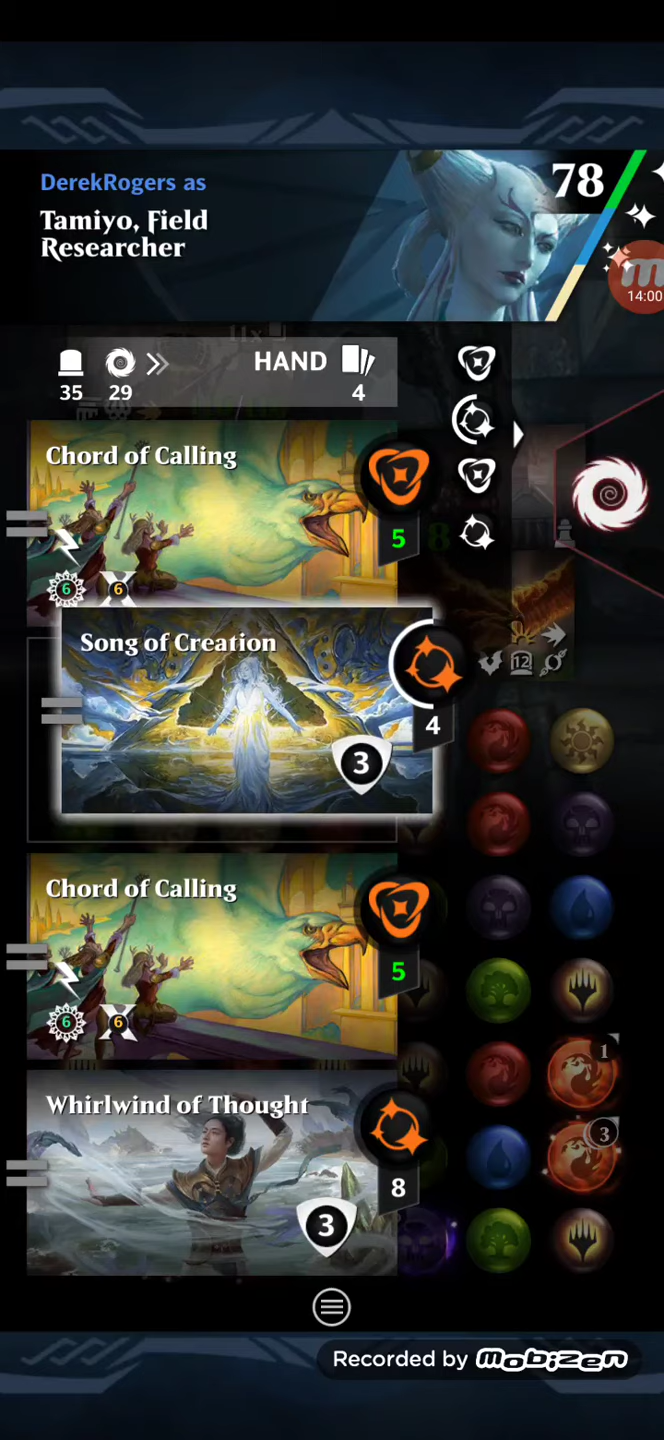 DerekRogers as
78
Tamiyo, Field
Researcher
14:00
HAND
35
29
4
Chord of Calling
5
6
6
Song of Creation
4
12
3
Chord of Calling
5
6
6
1
Whirlwind of Thought
3
8
3
Recorded by mobizen